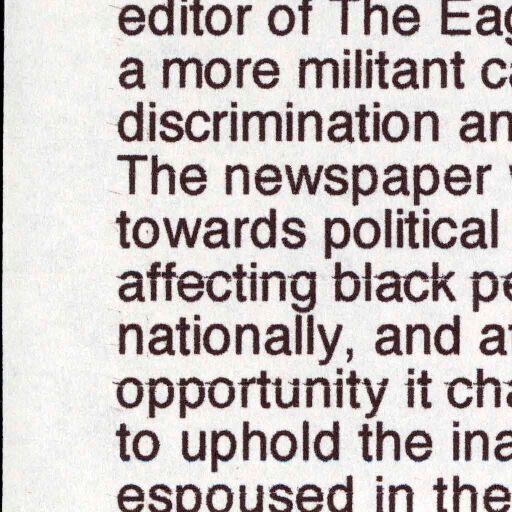 editor of The Eag
a more militant ca
discrimination an
The newspaper
towards political
affecting black pe
nationally, and at
opportunity it cha
to uphold the ina
espoused in the